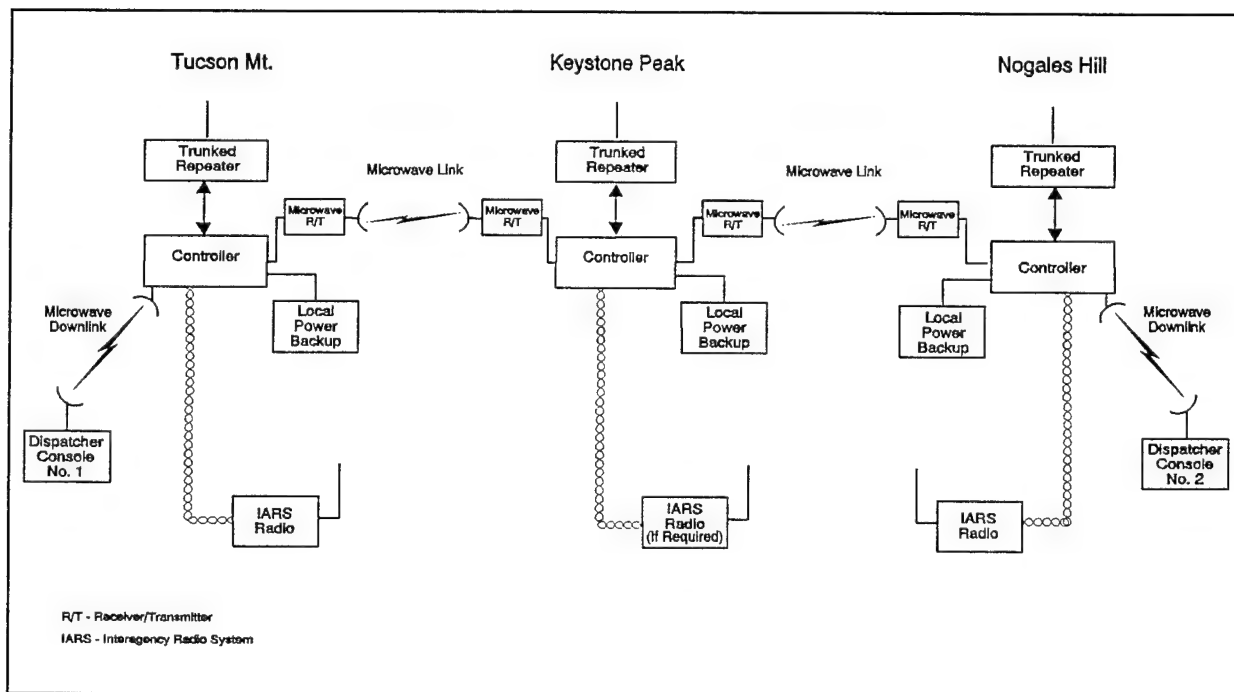 Tucson Mt.
Keystone Peak
Nogales Hill
Trunked
Repeater
Trunked
Repeater
Trunked
Repeater
Microwave Link
Microwave Link
Microwave
R/T
Microwave
R/T
Microwave
R/T
Microwave
R/T
Controller
Controller
Controller
Microwave
Downlink
Local
Power
Backup
Local
Power
Backup
Local
Power
Backup
Microwave
Downlink
Dispatcher
Console
No. 1
Dispatcher
Console
No. 2
IARS
Radio
IARS
Radio
(If Required)
IARS
Radio
R/T - Receiver/Transmitter
IARS - Interagency Radio System